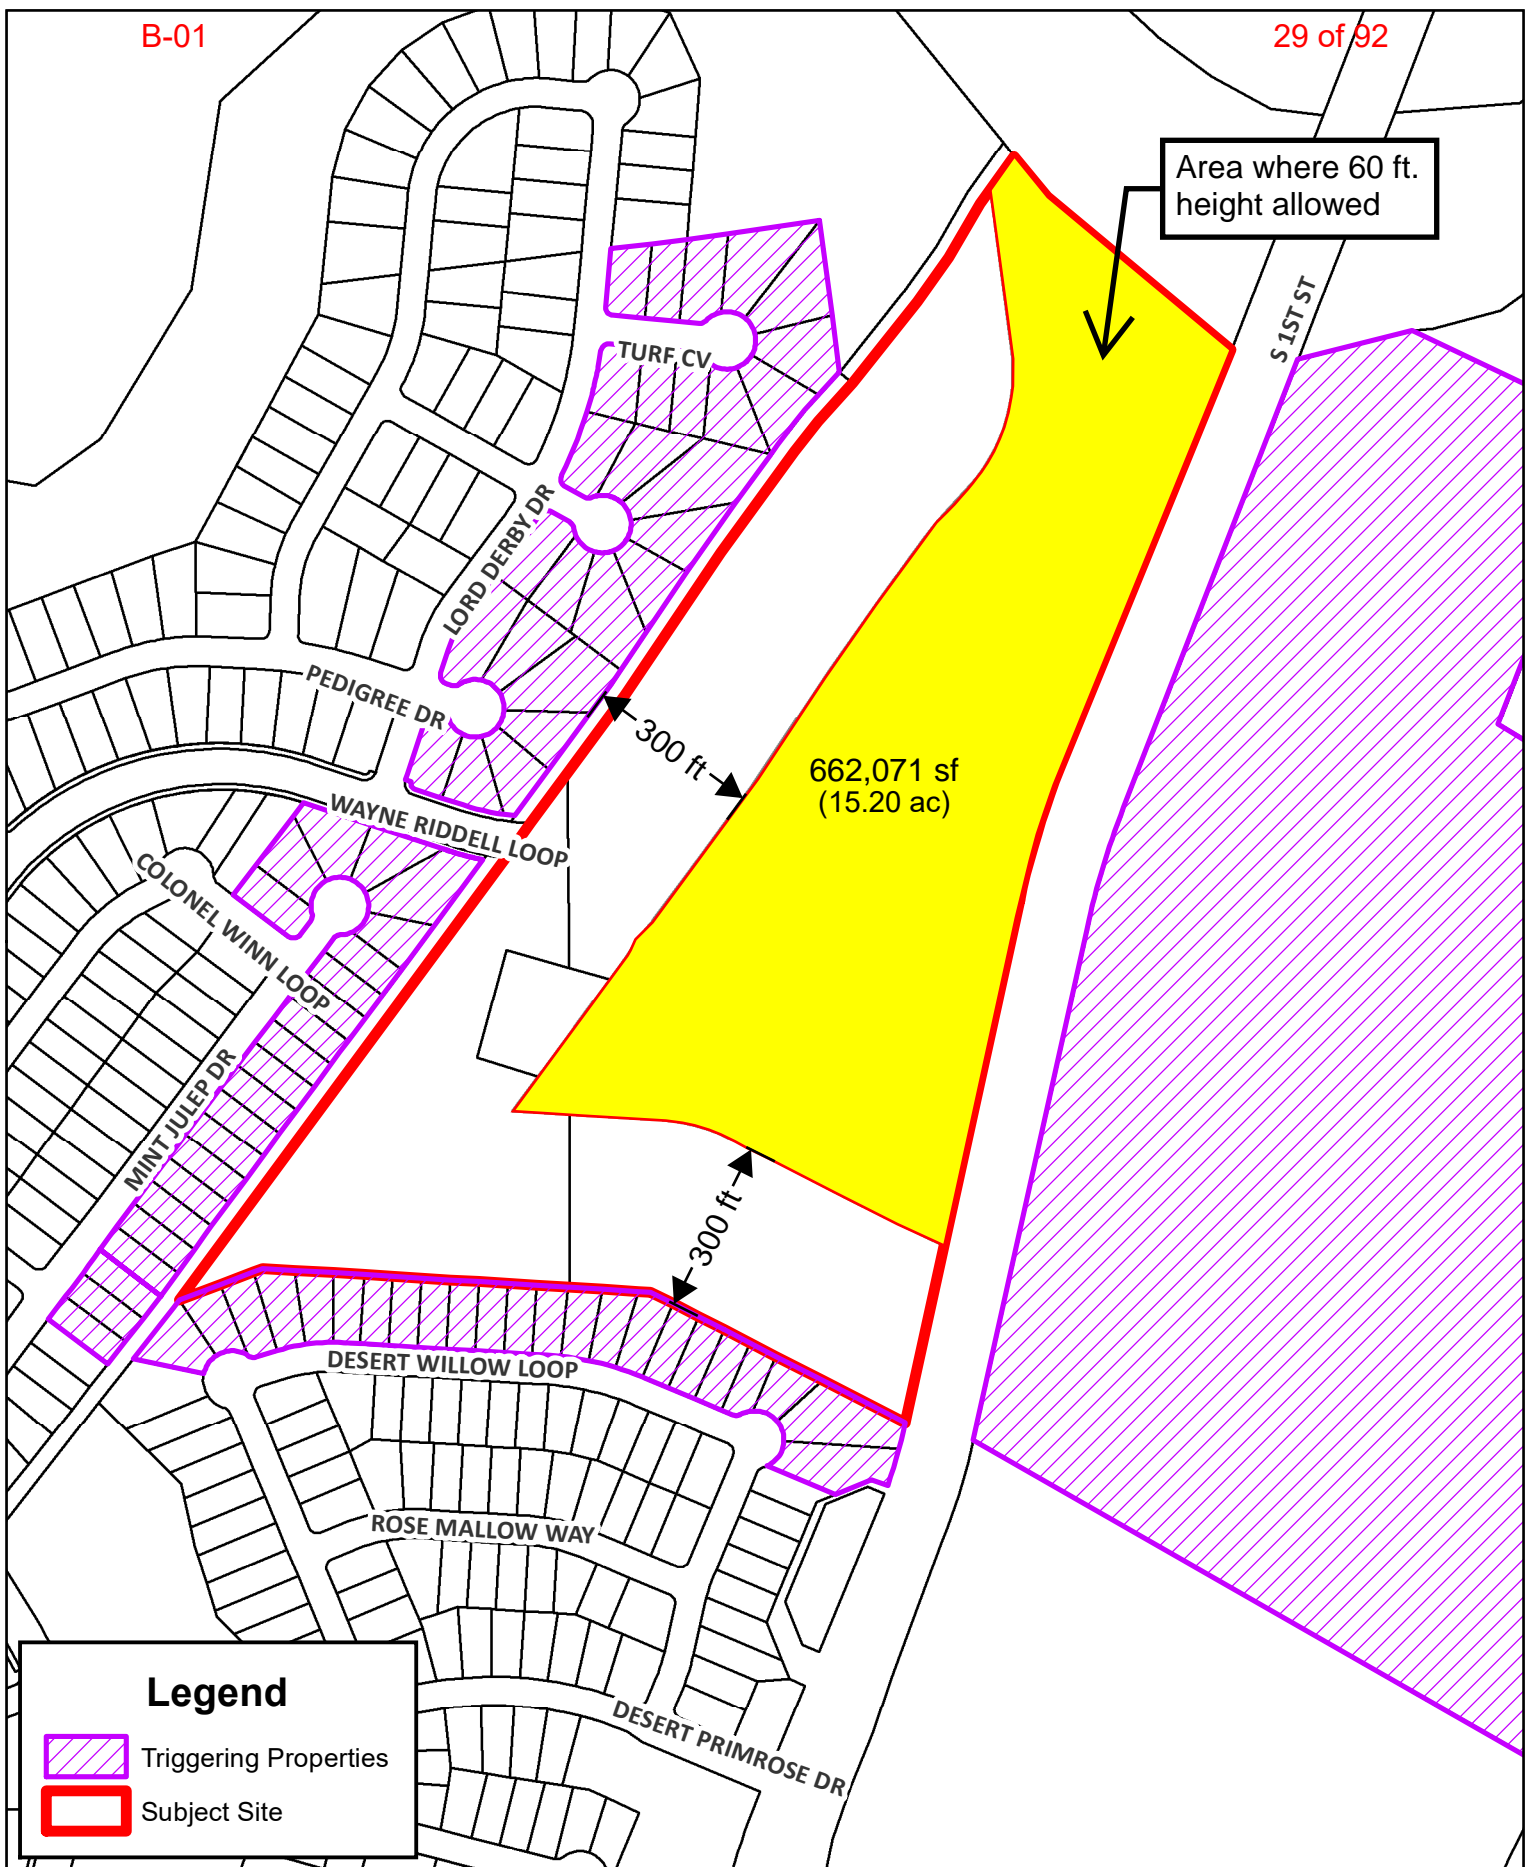 B-01
29 of 92
Area where 60 ft.
height allowed
S 1ST ST
TURF CV
LORD DERBY DR
PEDIGREE DR
300 ft
662,071 sf
(15.20 ac)
WAYNE RIDDELL LOOP
COLONEL WINN LOOP
MINT JULEP DR
300 ft
DESERT WILLOW LOOP
ROSE MALLOW WAY
DESERT PRIMROSE DR
Legend
Triggering Properties
Subject Site